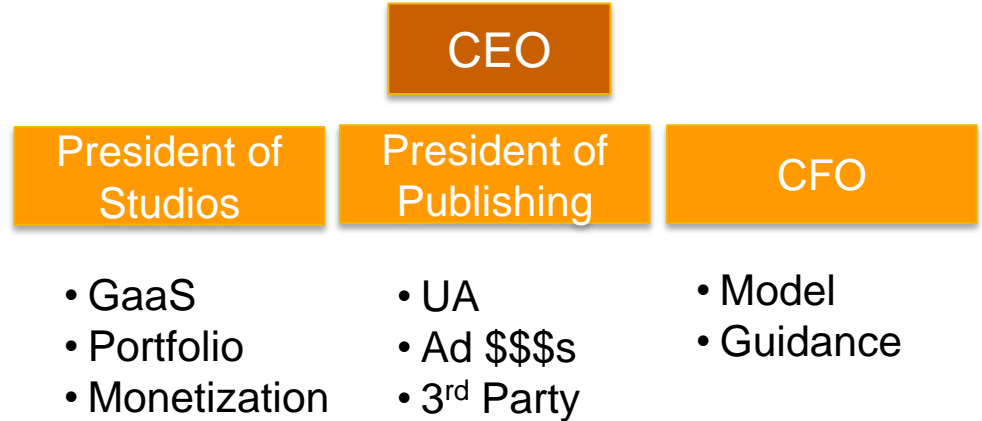 CEO
President of
Studios
President of
Publishing
CFO
• GaaS
• Portfolio
• Monetization
• UA
• Ad $$$s
• 3rd Party
• Model
• Guidance